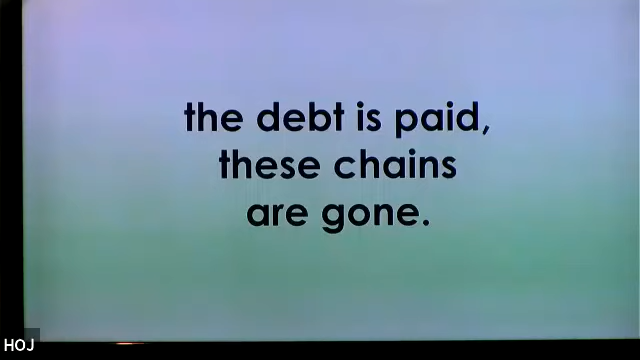 the debt is paid,
these chains
are gone.
HOJ